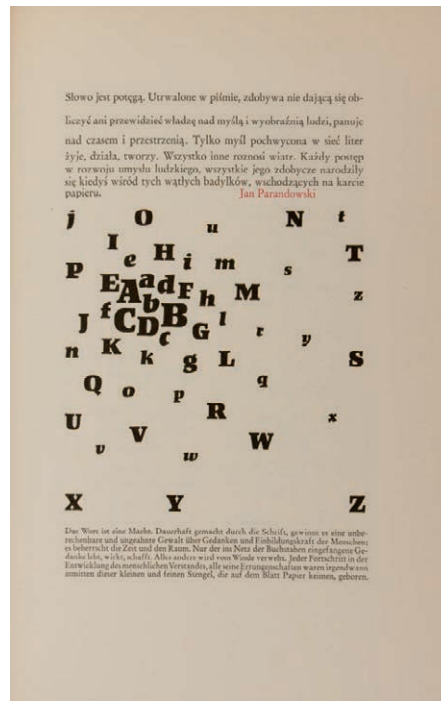 Słowo jest potęgą. Utrwalone w piśmie, zdobywa nie dającą się ob-
liczyć ani przewidzieć władzę nad myślą i wyobraźnią ludzi, panuje
nad czasem i przestrzenią. Tylko myśl pochwycona w sieć liter
żyje, działa, tworzy. Wszystko inne roznosi wiatr. Każdy postęp
w rozwoju umysłu ludzkiego, wszystkie jego zdobycze narodziły
się kiedyś wśród tych wątłych badylków, wschodzących na karcie
papieru. Jan Parandowski
j O u N t
I e H i m s T
P E A a d F h M z
J f C b D B G l r y
n K k c g L S
Q o p q
U R x
v V w W
X Y Z
Das Wort ist eine Macht. Dauerhaft gemacht durch die Schrift, gewinnt es eine unbe-
rechenbare und ungeahnte Gewalt über Gedanken und Einbildungskraft der Menschen;
es beherrscht die Zeit und den Raum. Nur der ins Netz der Buchstaben eingefangene Ge-
danke lebt, wirkt, schafft. Alles andere wird vom Winde verweht. Jeder Fortschritt in der
Entwicklung des menschlichen Verstandes, alle seine Errungenschaften waren irgendwann
inmitten dieser kleinen und feinen Stengel, die auf dem Blatt Papier keimen, geboren.